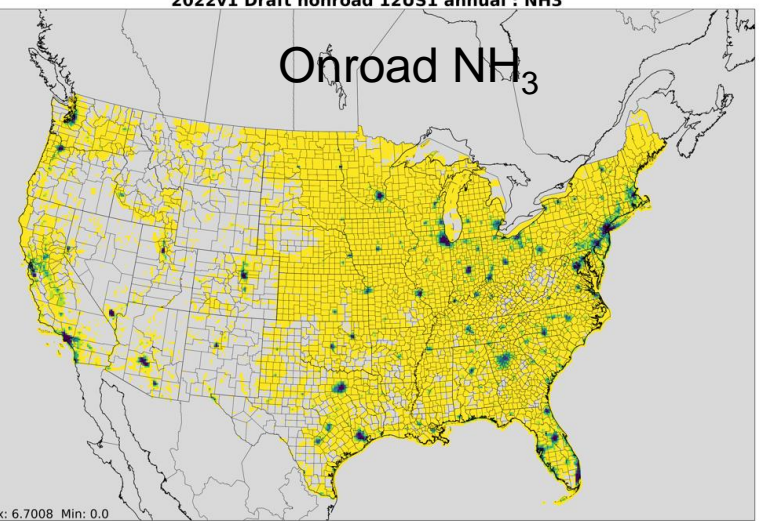 2022v1 Draft nonroad 12US1 annual : NH3
Onroad NH₃
x: 6.7008 Min: 0.0